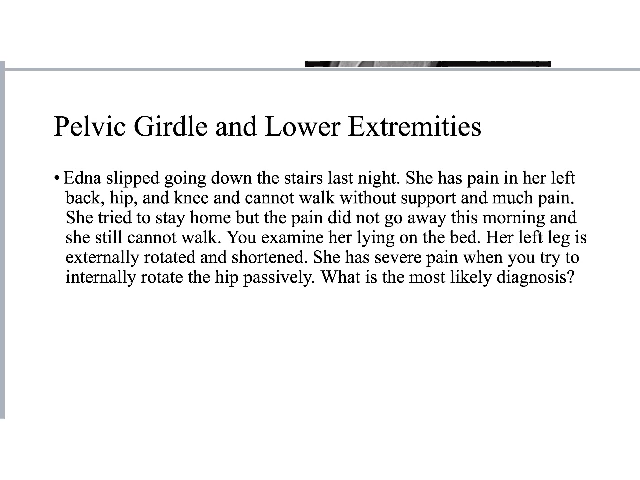 Pelvic Girdle and Lower Extremities
• Edna slipped going down the stairs last night. She has pain in her left
back, hip, and knee and cannot walk without support and much pain.
She tried to stay home but the pain did not go away this morning and
she still cannot walk. You examine her lying on the bed. Her left leg is
externally rotated and shortened. She has severe pain when you try to
internally rotate the hip passively. What is the most likely diagnosis?